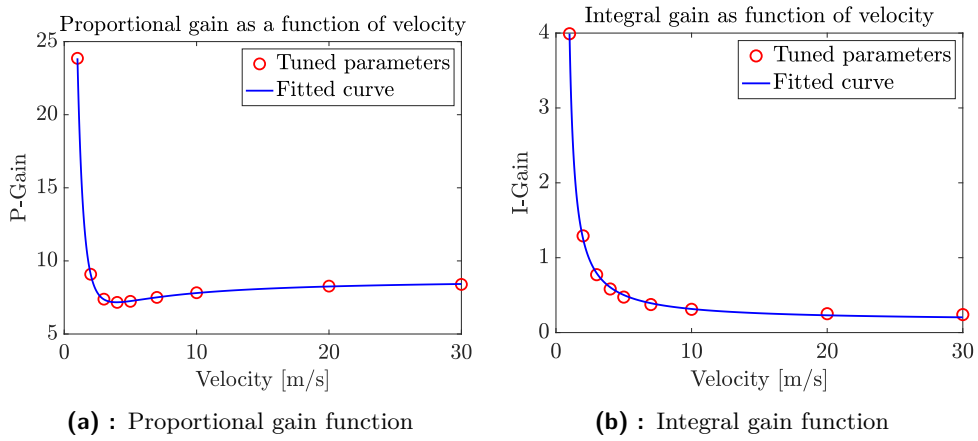 Proportional gain as a function of velocity
25
20
15
10
5
P-Gain
Tuned parameters
Fitted curve
0
10
20
30
Velocity [m/s]
(a) : Proportional gain function
Integral gain as function of velocity
4
3
2
1
0
I-Gain
Tuned parameters
Fitted curve
0
10
20
30
Velocity [m/s]
(b) : Integral gain function